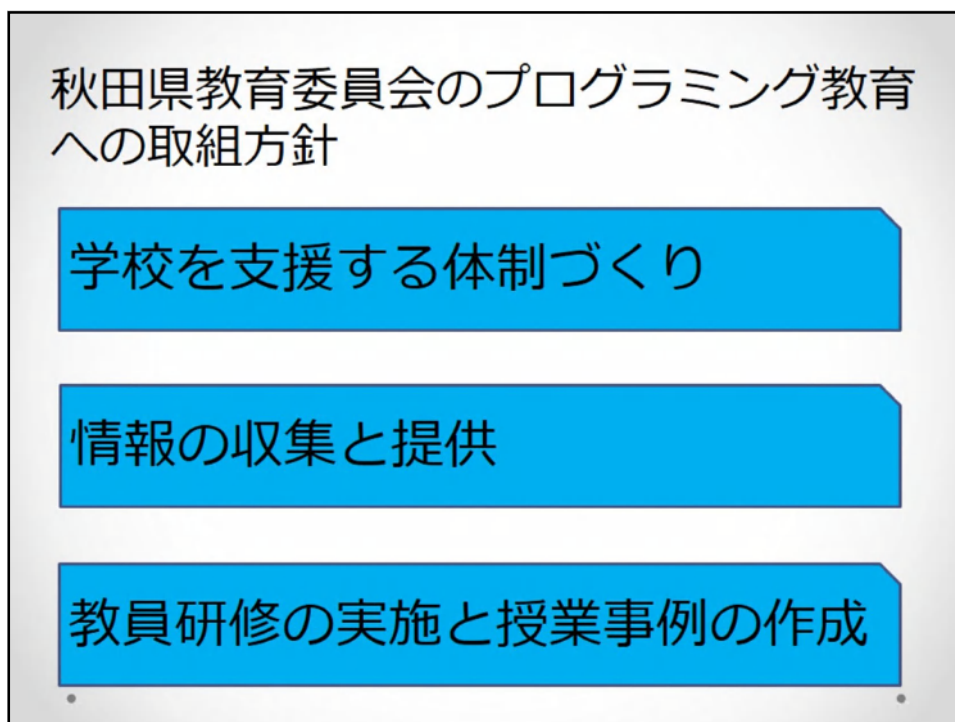 秋田県教育委員会のプログラミング教育
への取組方針
学校を支援する体制づくり
情報の収集と提供
教員研修の実施と授業事例の作成